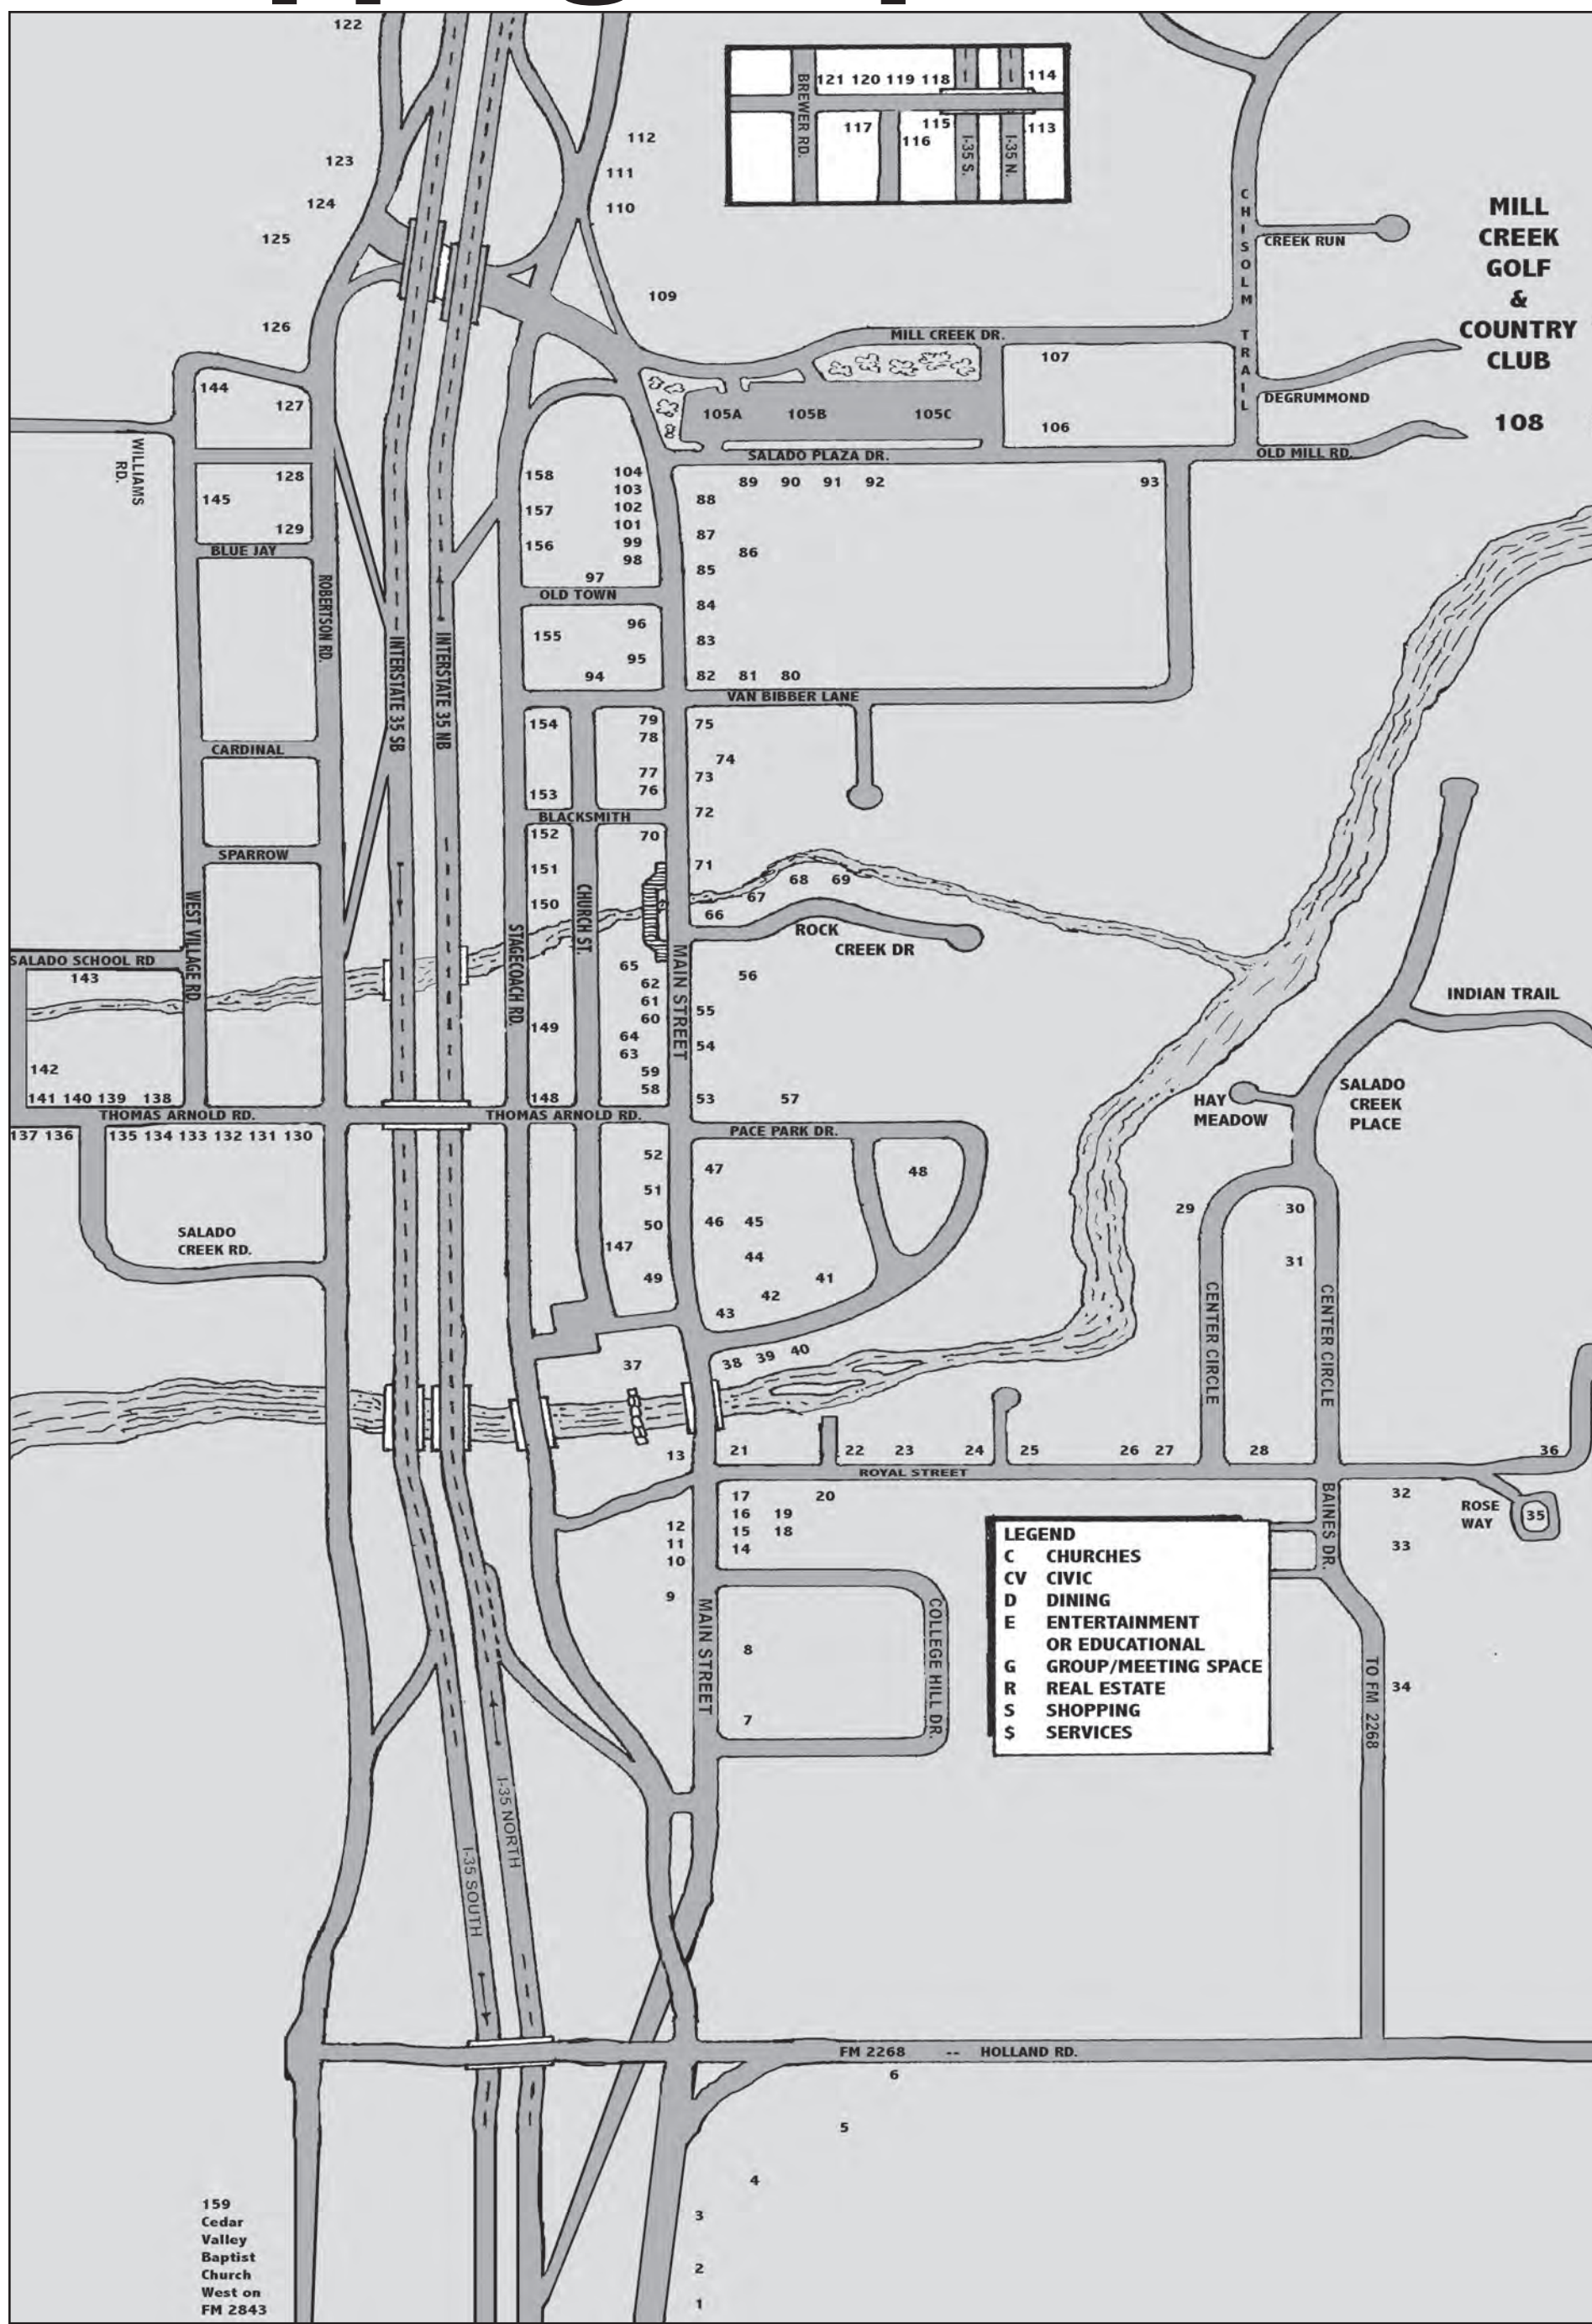 122
BREWER RD.
121 120 119 118
114
117
115
116
I-35 S.
I-35 N.
113
112
123
111
124
110
125
CHISOLM TRAIL
CREEK RUN
MILL
CREEK
GOLF
&
COUNTRY
CLUB
108
109
126
MILL CREEK DR.
107
144
127
DEGRUMMOND
105A
105B
105C
106
WILLIAMS
RD.
SALADO PLAZA DR.
OLD MILL RD.
128
158
104
89 90 91 92
93
145
103
88
157
102
129
101
87
BLUE JAY
156
99
86
98
85
97
ROBERTSON RD.
OLD TOWN
84
155
96
83
INTERSTATE 35 SB
INTERSTATE 35 NB
95
94
82 81 80
VAN BIBBER LANE
154
79
75
78
CARDINAL
74
77
73
153
76
BLACKSMITH
72
152
70
SPARROW
151
71
68 69
150
67
66
WEST VILLAGE RD.
CHURCH ST.
STAGECOACH RD.
ROCK
CREEK DR
MAIN STREET
SALADO SCHOOL RD
143
65
56
62
INDIAN TRAIL
61
55
60
149
64
54
63
142
59
58
SALADO
CREEK
PLACE
HAY
MEADOW
141 140 139 138
148
53
57
THOMAS ARNOLD RD.
THOMAS ARNOLD RD.
137 136
135 134 133 132 131 130
PACE PARK DR.
52
47
48
51
29
30
SALADO
CREEK RD.
50
46 45
147
44
31
49
41
42
43
CENTER CIRCLE
CENTER CIRCLE
37
38 39 40
13
21
22 23 24 25
26 27
28
36
ROYAL STREET
17
20
32
16
19
ROSE
WAY
35
12
15
18
BAINES DR.
11
14
33
10
LEGEND
C CHURCHES
CV CIVIC
D DINING
E ENTERTAINMENT
OR EDUCATIONAL
G GROUP/MEETING SPACE
R REAL ESTATE
S SHOPPING
$ SERVICES
9
MAIN STREET
COLLEGE HILL DR.
8
7
TO FM 2268
34
I-35 NORTH
I-35 SOUTH
FM 2268 -- HOLLAND RD.
6
5
4
3
2
1
159
Cedar
Valley
Baptist
Church
West on
FM 2843